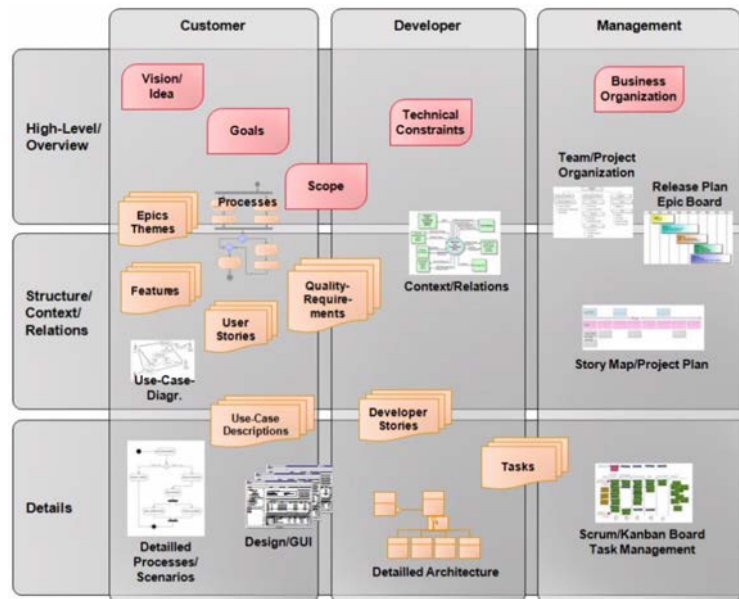 Customer
Developer
Management
High-Level/
Overview
Vision/
Idea
Goals
Scope
Technical
Constraints
Business
Organization
Team/Project
Organization
Release Plan
Epic Board
Epics
Themes
Processes
Structure/
Context/
Relations
Features
User
Stories
Quality-
Require-
ments
Context/Relations
Story Map/Project Plan
Use-Case-
Diagr.
Use-Case
Descriptions
Developer
Stories
Tasks
Details
Detailled
Processes/
Scenarios
Design/GUI
Detailled Architecture
Scrum/Kanban Board
Task Management